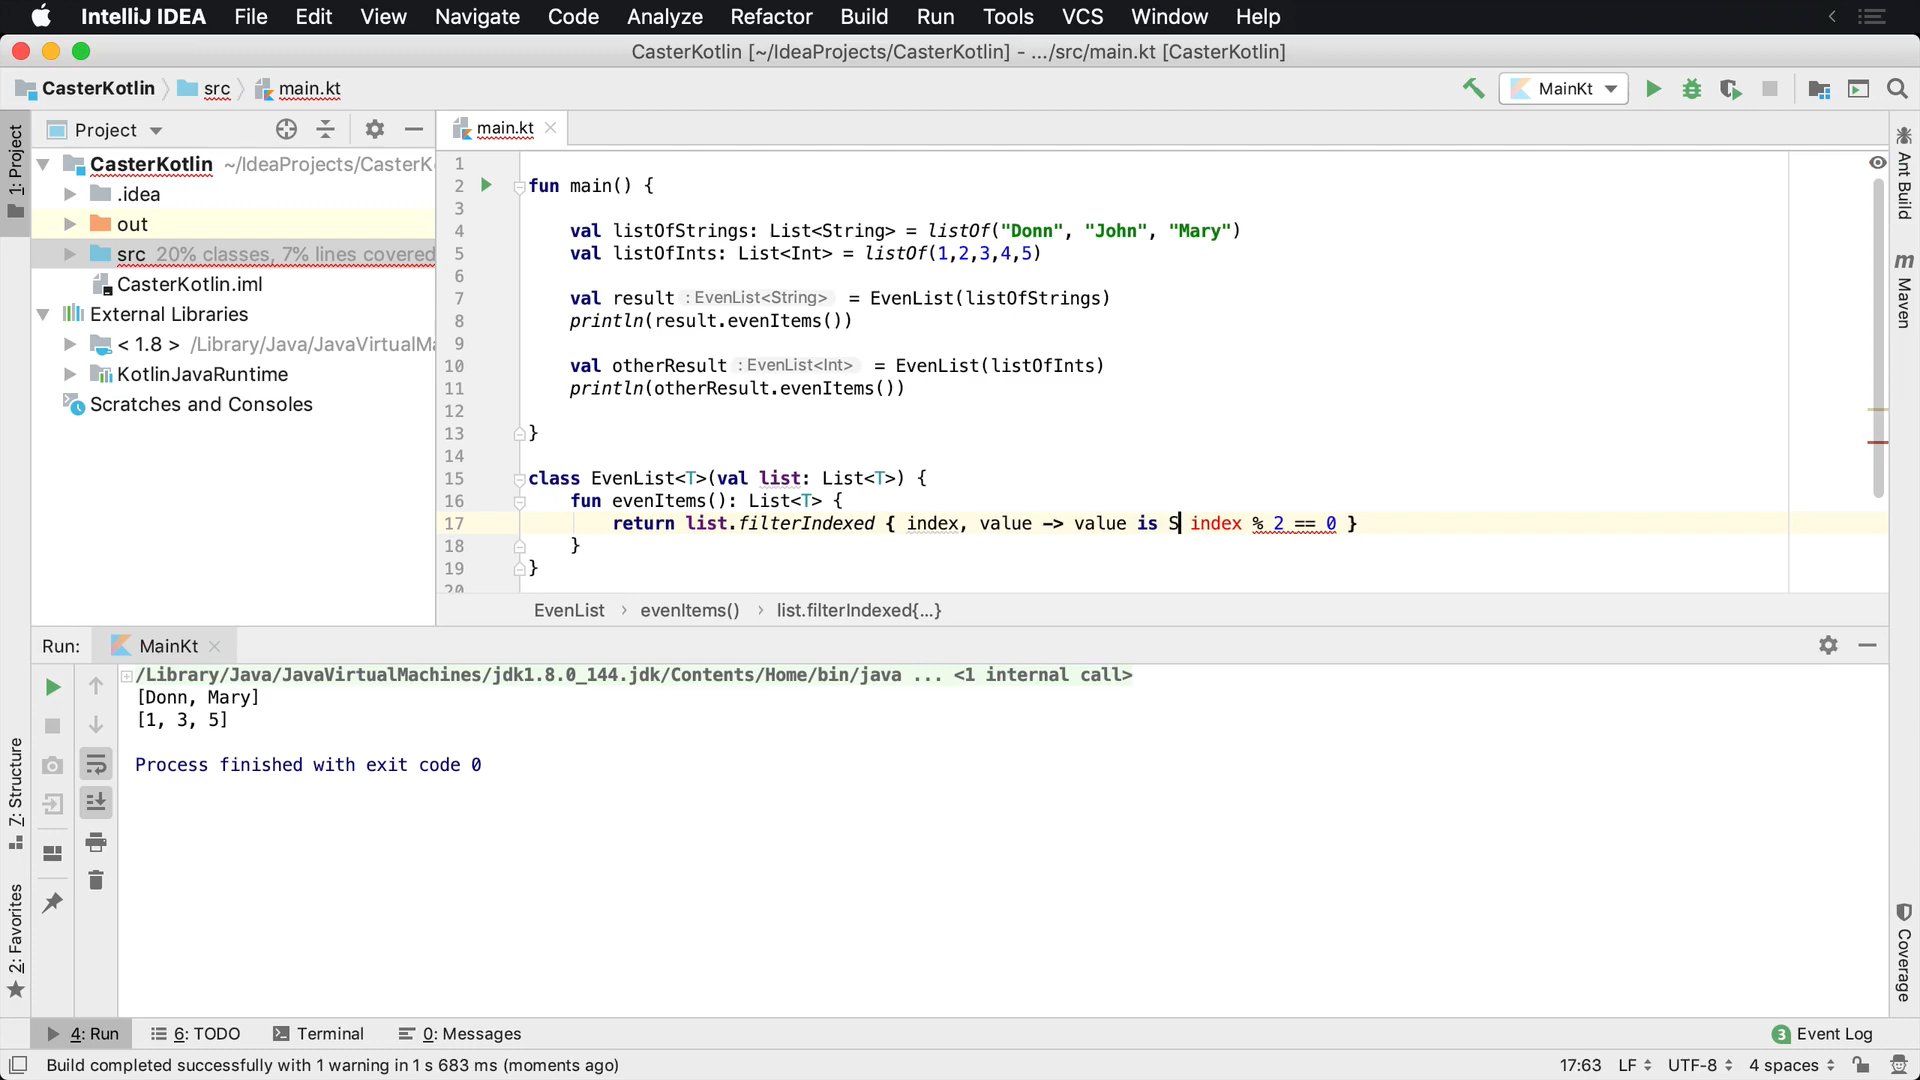 IntelliJ IDEA File Edit View Navigate Code Analyze Refactor Build Run Tools VCS Window Help
CasterKotlin [~/IdeaProjects/CasterKotlin] - .../src/main.kt [CasterKotlin]
CasterKotlin src main.kt
MainKt
1: Project
Project
CasterKotlin ~/IdeaProjects/CasterK
.idea
out
src 20% classes, 7% lines covered
CasterKotlin.iml
External Libraries
< 1.8 > /Library/Java/JavaVirtualM
KotlinJavaRuntime
Scratches and Consoles
main.kt
1
2 fun main() {
3
4 val listOfStrings: List<String> = listOf("Donn", "John", "Mary")
5 val listOfInts: List<Int> = listOf(1,2,3,4,5)
6
7 val result : EvenList<String> = EvenList(listOfStrings)
8 println(result.evenItems())
9
10 val otherResult : EvenList<Int> = EvenList(listOfInts)
11 println(otherResult.evenItems())
12
13 }
14
15 class EvenList<T>(val list: List<T>) {
16 fun evenItems(): List<T> {
17 return list.filterIndexed { index, value -> value is S index % 2 == 0 }
18 }
19 }
20
EvenList evenItems() list.filterIndexed{...}
Ant Build
m Maven
Run: MainKt
/Library/Java/JavaVirtualMachines/jdk1.8.0_144.jdk/Contents/Home/bin/java ... <1 internal call>
[Donn, Mary]
[1, 3, 5]
Process finished with exit code 0
Z: Structure
2: Favorites
Coverage
4: Run 6: TODO Terminal 0: Messages
3 Event Log
Build completed successfully with 1 warning in 1 s 683 ms (moments ago)
17:63 LF UTF-8 4 spaces